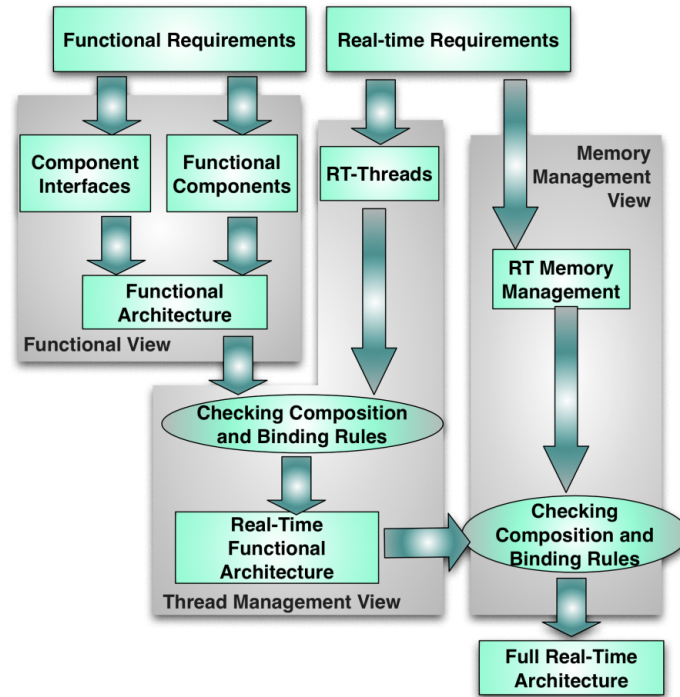 Functional Requirements
Real-time Requirements
Component
Interfaces
Functional
Components
RT-Threads
Memory
Management
View
RT Memory
Management
Functional
Architecture
Functional View
Checking Composition
and Binding Rules
Real-Time
Functional
Architecture
Checking
Composition and
Binding Rules
Thread Management View
Full Real-Time
Architecture